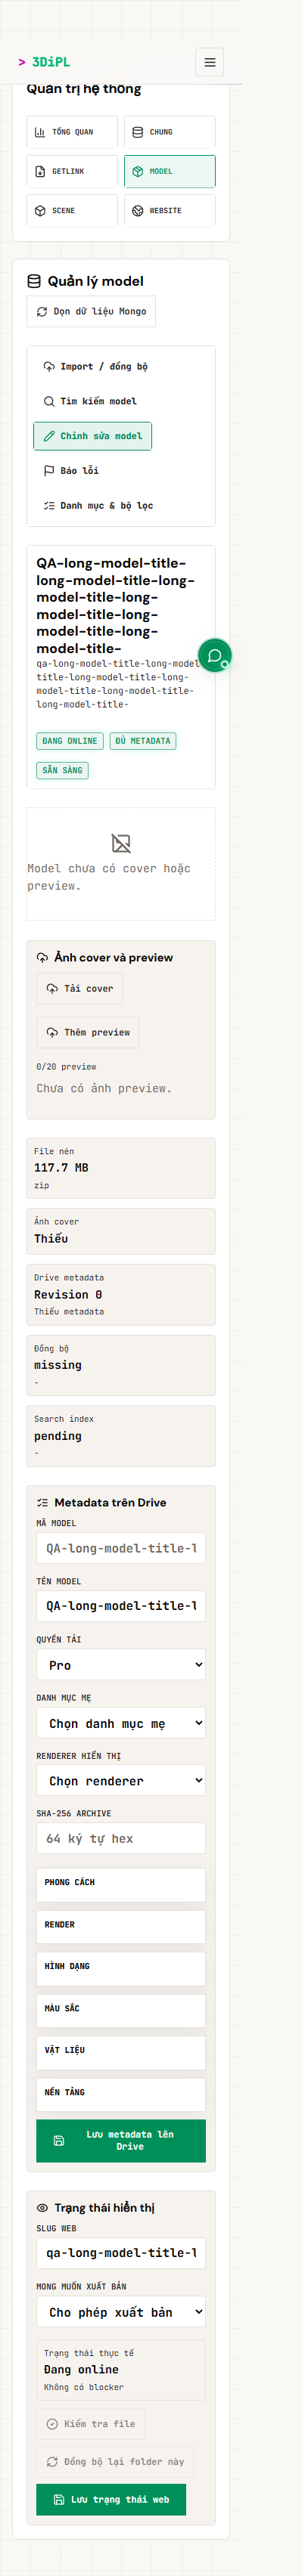 > 3DiPL
Quản trị hệ thống
TỔNG QUAN
CHUNG
GETLINK
MODEL
SCENE
WEBSITE
Quản lý model
Dọn dữ liệu Mongo
Import / đồng bộ
Tìm kiếm model
Chỉnh sửa model
Báo lỗi
Danh mục & bộ lọc
QA-long-model-title-
long-model-title-long-
model-title-long-
model-title-long-
model-title-long-
model-title-
qa-long-model-title-long-model-
title-long-model-title-long-
model-title-long-model-title-
long-model-title-
ĐANG ONLINE
ĐỦ METADATA
SẴN SÀNG
Model chưa có cover hoặc
preview.
Ảnh cover và preview
Tải cover
Thêm preview
0/20 preview
Chưa có ảnh preview.
File nén
117.7 MB
zip
Ảnh cover
Thiếu
Drive metadata
Revision 0
Thiếu metadata
Đồng bộ
missing
-
Search index
pending
-
Metadata trên Drive
MÃ MODEL
QA-long-model-title-l
TÊN MODEL
QA-long-model-title-l
QUYỀN TẢI
Pro
DANH MỤC MẸ
Chọn danh mục mẹ
RENDERER HIỂN THỊ
Chọn renderer
SHA-256 ARCHIVE
64 ký tự hex
PHONG CÁCH
RENDER
HÌNH DẠNG
MÀU SẮC
VẬT LIỆU
NỀN TẢNG
Lưu metadata lên
Drive
Trạng thái hiển thị
SLUG WEB
qa-long-model-title-l
MONG MUỐN XUẤT BẢN
Cho phép xuất bản
Trạng thái thực tế
Đang online
Không có blocker
Kiểm tra file
Đồng bộ lại folder này
Lưu trạng thái web